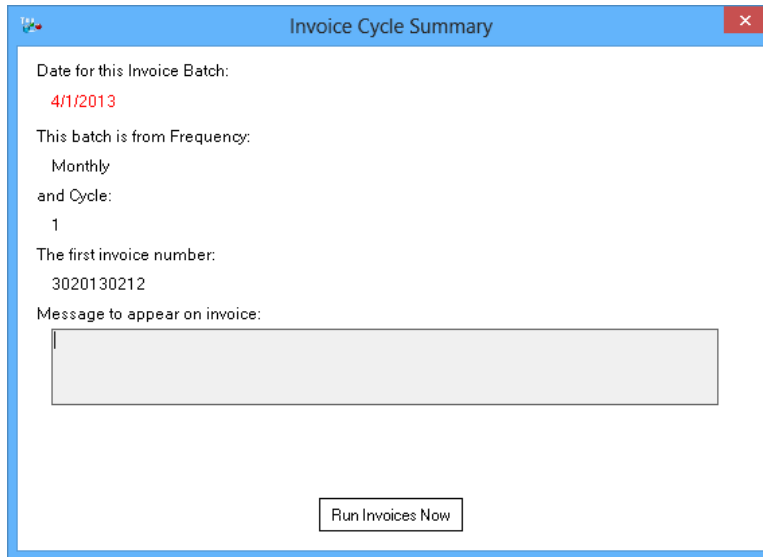 Invoice Cycle Summary
Date for this Invoice Batch:
4/1/2013
This batch is from Frequency:
Monthly
and Cycle:
1
The first invoice number:
3020130212
Message to appear on invoice:
Run Invoices Now